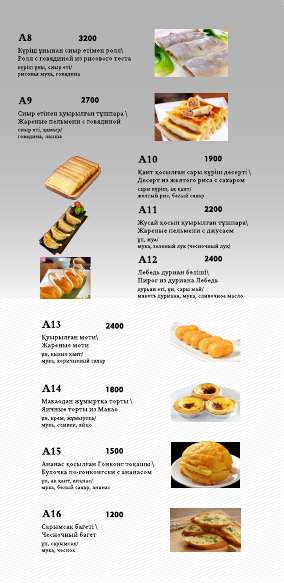 A8 3200
Күріш ұнынан сиыр етімен ролл\
Ролл с говядиной из рисового теста
күріш ұны, сиыр еті/
рисовая мука, говядина
A9 2700
Сиыр етінен қуырылған тұшпара\
Жареные пельмени с говядиной
сиыр еті, қамыр/
говядина, лапша
A10 1900
Қант қосылған сары күріш десерті\
Десерт из желтого риса с сахаром
сары күріш, ақ қант/
желтый рис, белый сахар
A11 2200
Жусай қосып қуырылған тұшпара\
Жареные пельмени с джусаем
ұн, жуа/
мука, зеленый лук (чесночный лук)
A12 2400
Лебедь дуриан бәліші\
Пирог из дуриана Лебедь
дурьян еті, ұн, сары май/
мякоть дуриана, мука, сливочное масло
A13 2400
Қуырылған моти\
Жареные моти
ұн, қызыл қант/
мука, коричневый сахар
A14 1800
Макаодан жұмыртқа торты\
Яичные торты из Макао
ұн, крем, жұмыртқа/
мука, сливки, яйцо
A15 1500
Ананас қосылған Гонконг тоқашы\
Булочка по-гонконгски с ананасом
ұн, ақ қант, ананас/
мука, белый сахар, ананас
A16 1200
Сарымсақ багеті\
Чесночный багет
ұн, сарымсақ/
мука, чеснок